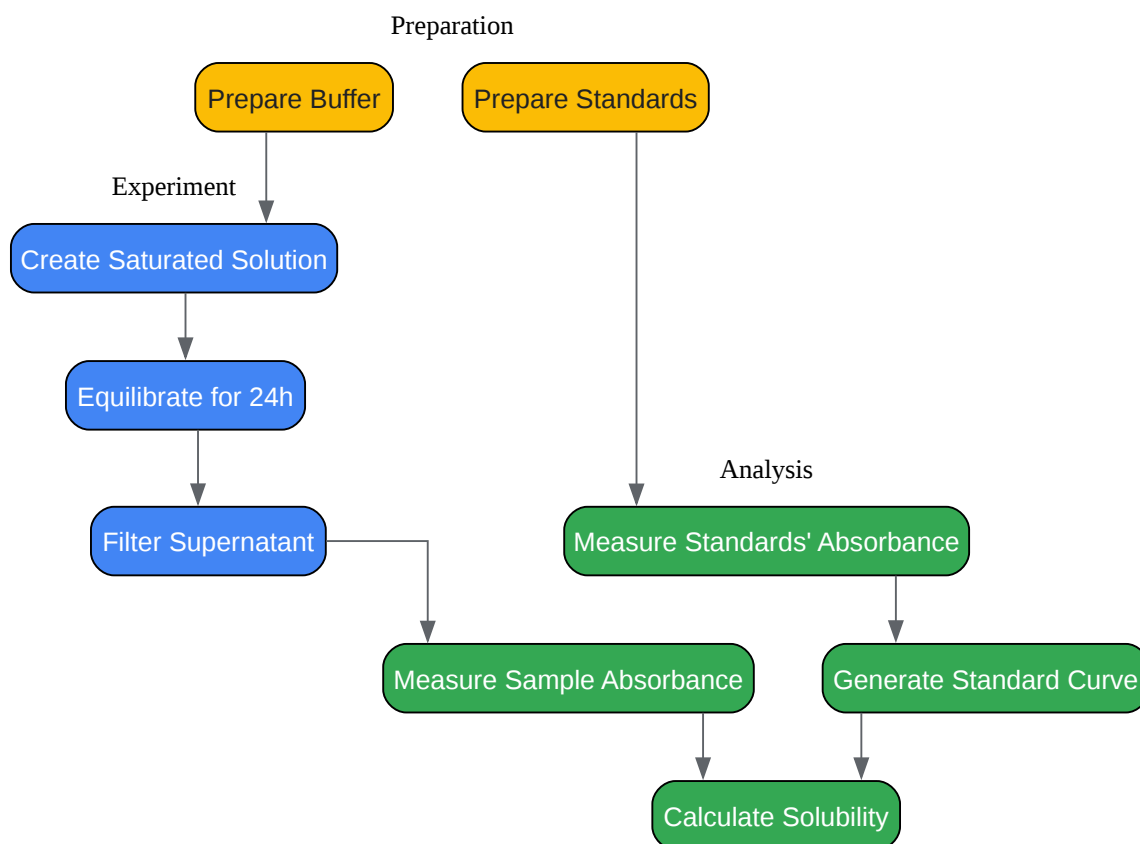 Preparation
Prepare Buffer
Prepare Standards
Experiment
Create Saturated Solution
Equilibrate for 24h
Analysis
Filter Supernatant
Measure Standards' Absorbance
Measure Sample Absorbance
Generate Standard Curve
Calculate Solubility